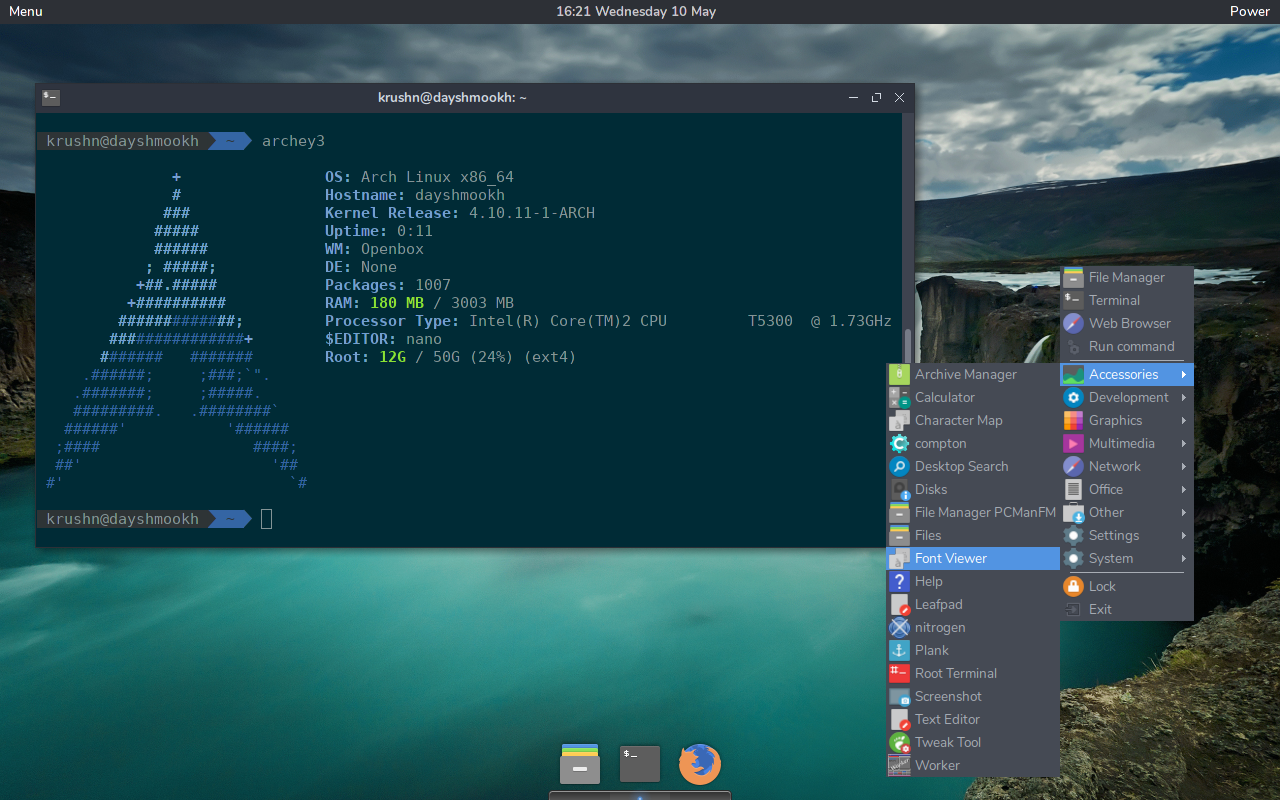 Menu
16:21 Wednesday 10 May
Power
krushn@dayshmookh: ~
krushn@dayshmookh ~ archey3
+
#
###
#####
######
; #####;
+##.#####
+##########
#############;
################+
#######   #######
.######;     ;###;`".
.#######;     ;#####.
#########.   .########`
######'           '######
;####                 ####;
##'                     '##
#'                         `#
OS: Arch Linux x86_64
Hostname: dayshmookh
Kernel Release: 4.10.11-1-ARCH
Uptime: 0:11
WM: Openbox
DE: None
Packages: 1007
RAM: 180 MB / 3003 MB
Processor Type: Intel(R) Core(TM)2 CPU         T5300  @ 1.73GHz
$EDITOR: nano
Root: 12G / 50G (24%) (ext4)
krushn@dayshmookh ~
File Manager
Terminal
Web Browser
Run command
Accessories
Development
Graphics
Multimedia
Network
Office
Other
Settings
System
Lock
Exit
Archive Manager
Calculator
Character Map
compton
Desktop Search
Disks
File Manager PCManFM
Files
Font Viewer
Help
Leafpad
nitrogen
Plank
Root Terminal
Screenshot
Text Editor
Tweak Tool
Worker